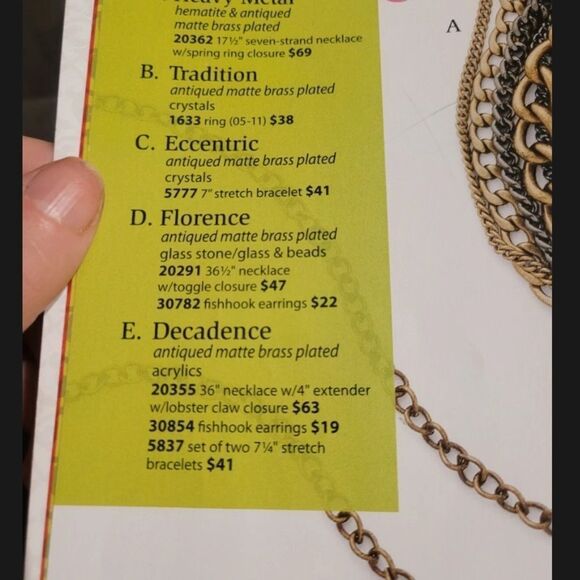 Heavy Metal
hematite & antiqued
matte brass plated
20362 17½" seven-strand necklace
w/spring ring closure $69
B. Tradition
antiqued matte brass plated
crystals
1633 ring (05-11) $38
C. Eccentric
antiqued matte brass plated
crystals
5777 7" stretch bracelet $41
D. Florence
antiqued matte brass plated
glass stone/glass & beads
20291 36½" necklace
w/toggle closure $47
30782 fishhook earrings $22
E. Decadence
antiqued matte brass plated
acrylics
20355 36" necklace w/4" extender
w/lobster claw closure $63
30854 fishhook earrings $19
5837 set of two 7¼" stretch
bracelets $41
A